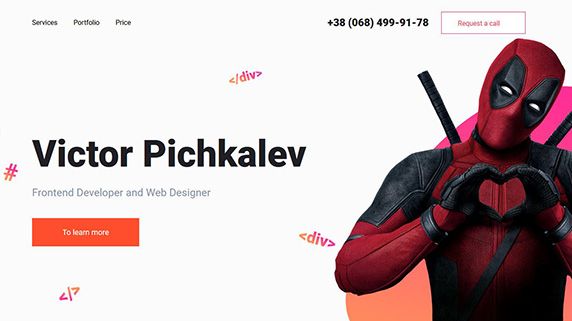 Services Portfolio Price +38 (068) 499-91-78 Request a call
</div>
Victor Pichkalev
#
Frontend Developer and Web Designer
To learn more
<div>
</>